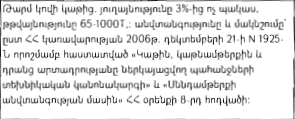 Թարմ կովի կաթից. յուղայնությունը 3%-ից ոչ պակաս.
թթվայնությունը 65-1000Т,: անվտանգությունը և մակնշումը՝
ըստ ՀՀ կառավարության 2006թ. դեկտեմբերի 21-ի N 1925-
Ն որոշմամբ հաստատված «Կաթին, կաթնամթերքին և
դրանց արտադրությանը ներկայացվող պահանջների
տեխնիկական կանոնակարգի» և «Սննդամթերքի
անվտանգության մասին» ՀՀ օրենքի 8-րդ հոդվածի: